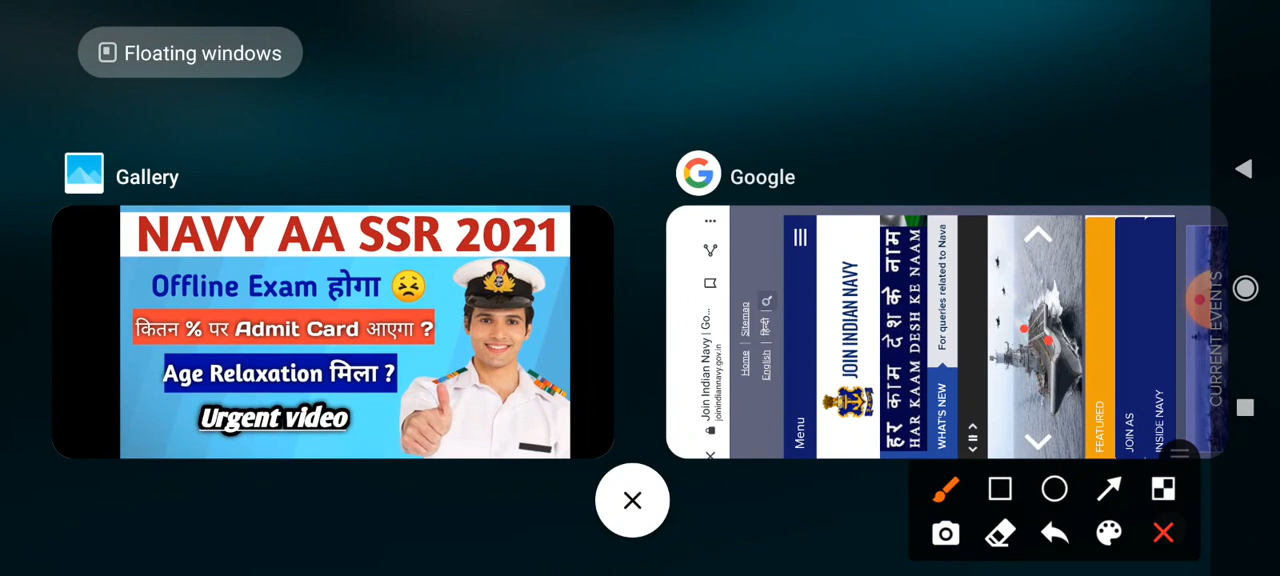 Floating windows
Gallery
NAVY AA SSR 2021
Offline Exam होगा
कितन % पर Admit Card आएगा ?
Age Relaxation मिला ?
Urgent video
Google
Join Indian Navy | Go...
joinindiannavy.gov.in
Home | Sitemap
English | हिन्दी
Menu
JOIN INDIAN NAVY
हर काम देश के नाम
HAR KAAM DESH KE NAAM
WHAT'S NEW
For queries related to Nava
FEATURED
JOIN AS
INSIDE NAVY
CURRENT EVENTS